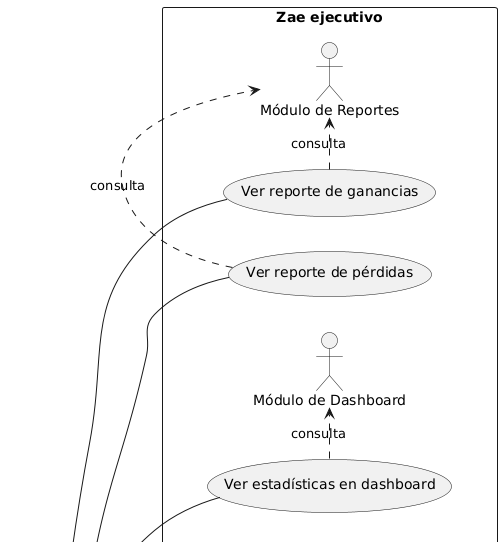 Zae ejecutivo
Módulo de Reportes
consulta
consulta
Ver reporte de ganancias
Ver reporte de pérdidas
Módulo de Dashboard
consulta
Ver estadísticas en dashboard